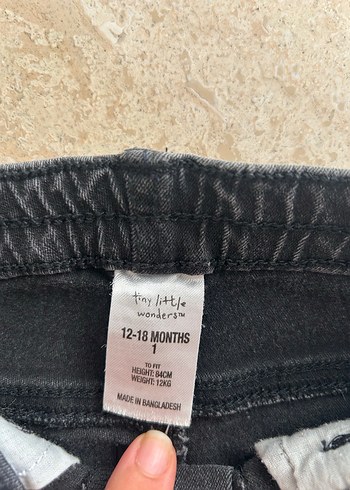 tiny little
wonders™
12-18 MONTHS
1
TO FIT
HEIGHT: 84CM
WEIGHT: 12KG
MADE IN BANGLADESH